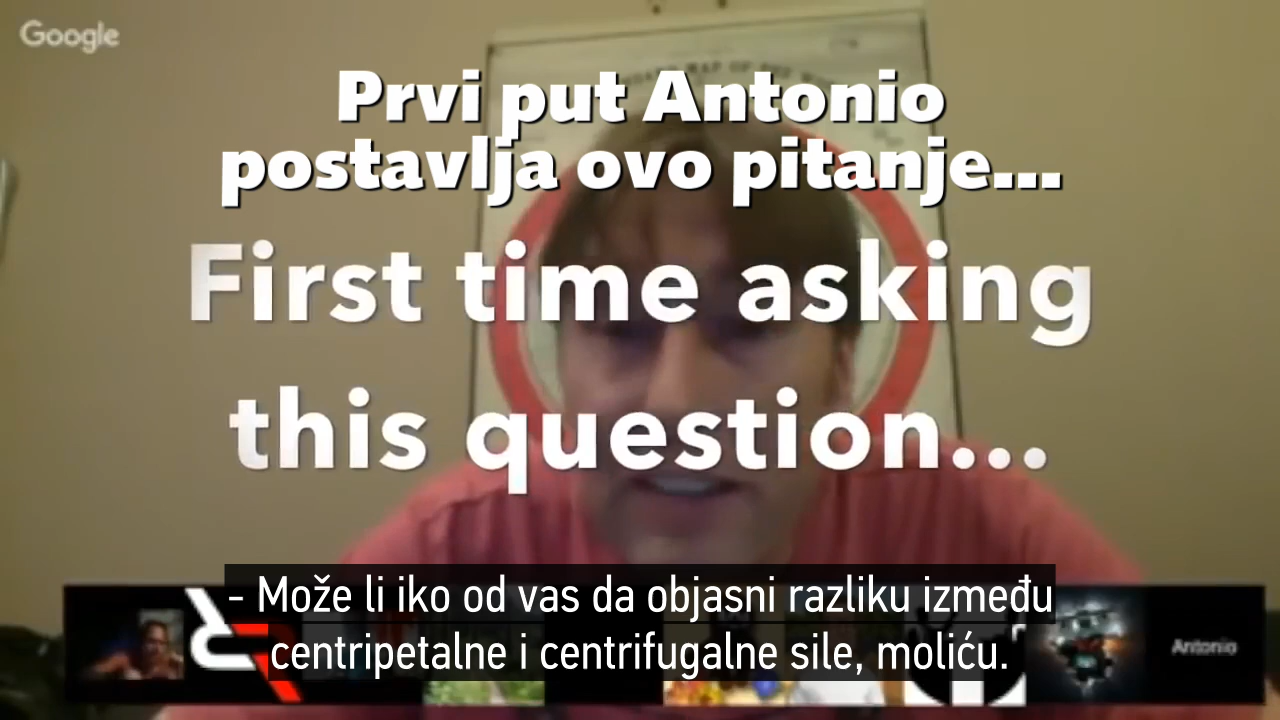 Google
Prvi put Antonio
postavlja ovo pitanje...
First time asking
this question...
- Može li iko od vas da objasni razliku između
centripetalne i centrifugalne sile, moliću.
Antonio